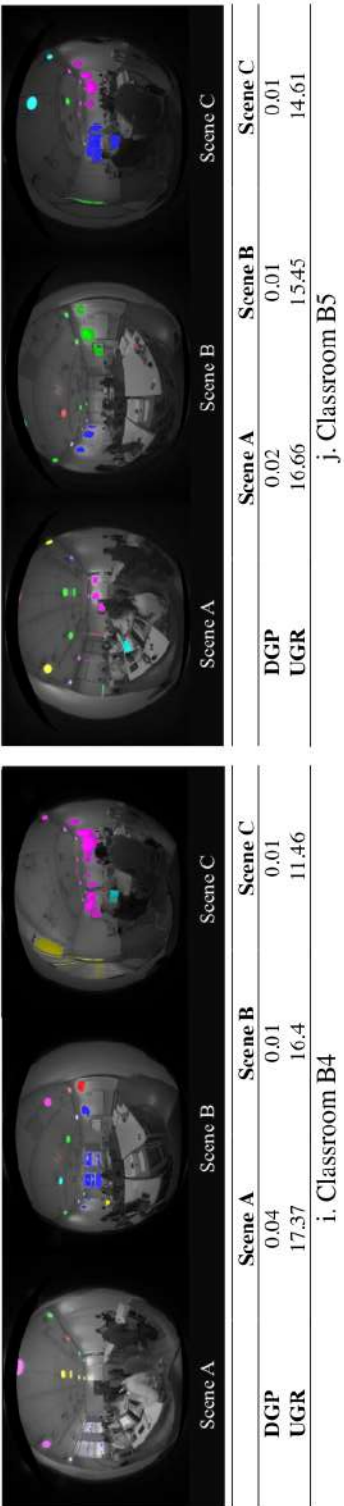 Scene A Scene B Scene C
Scene A Scene B Scene C
DGP 0.04 0.01 0.01
UGR 17.37 16.4 11.46
i. Classroom B4
Scene A Scene B Scene C
Scene A Scene B Scene C
DGP 0.02 0.01 0.01
UGR 16.66 15.45 14.61
j. Classroom B5